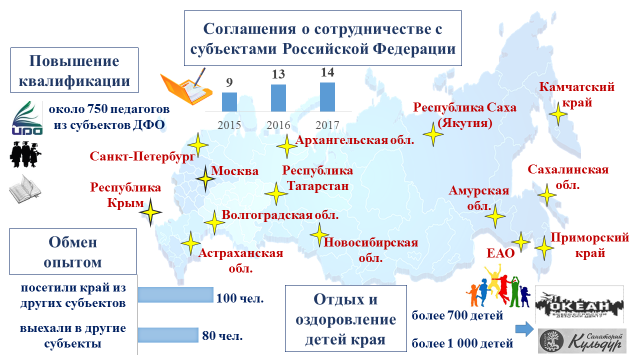 Соглашения о сотрудничестве с
субъектами Российской Федерации
Повышение
квалификации
9
13
14
2015
2016
2017
около 750 педагогов
из субъектов ДФО
ИРО
Камчатский
край
Республика Саха
(Якутия)
Архангельская обл.
Санкт-Петербург
Москва
Республика
Татарстан
Сахалинская
обл.
Республика
Крым
Амурская
обл.
Волгоградская обл.
Новосибирская
обл.
Астраханская
обл.
ЕАО
Приморский
край
Обмен
опытом
посетили край из
других субъектов
100 чел.
выехали в другие
субъекты
80 чел.
Отдых и
оздоровление
детей края
более 700 детей
ОКЕАН
более 1 000 детей
Санаторий
Кульдур